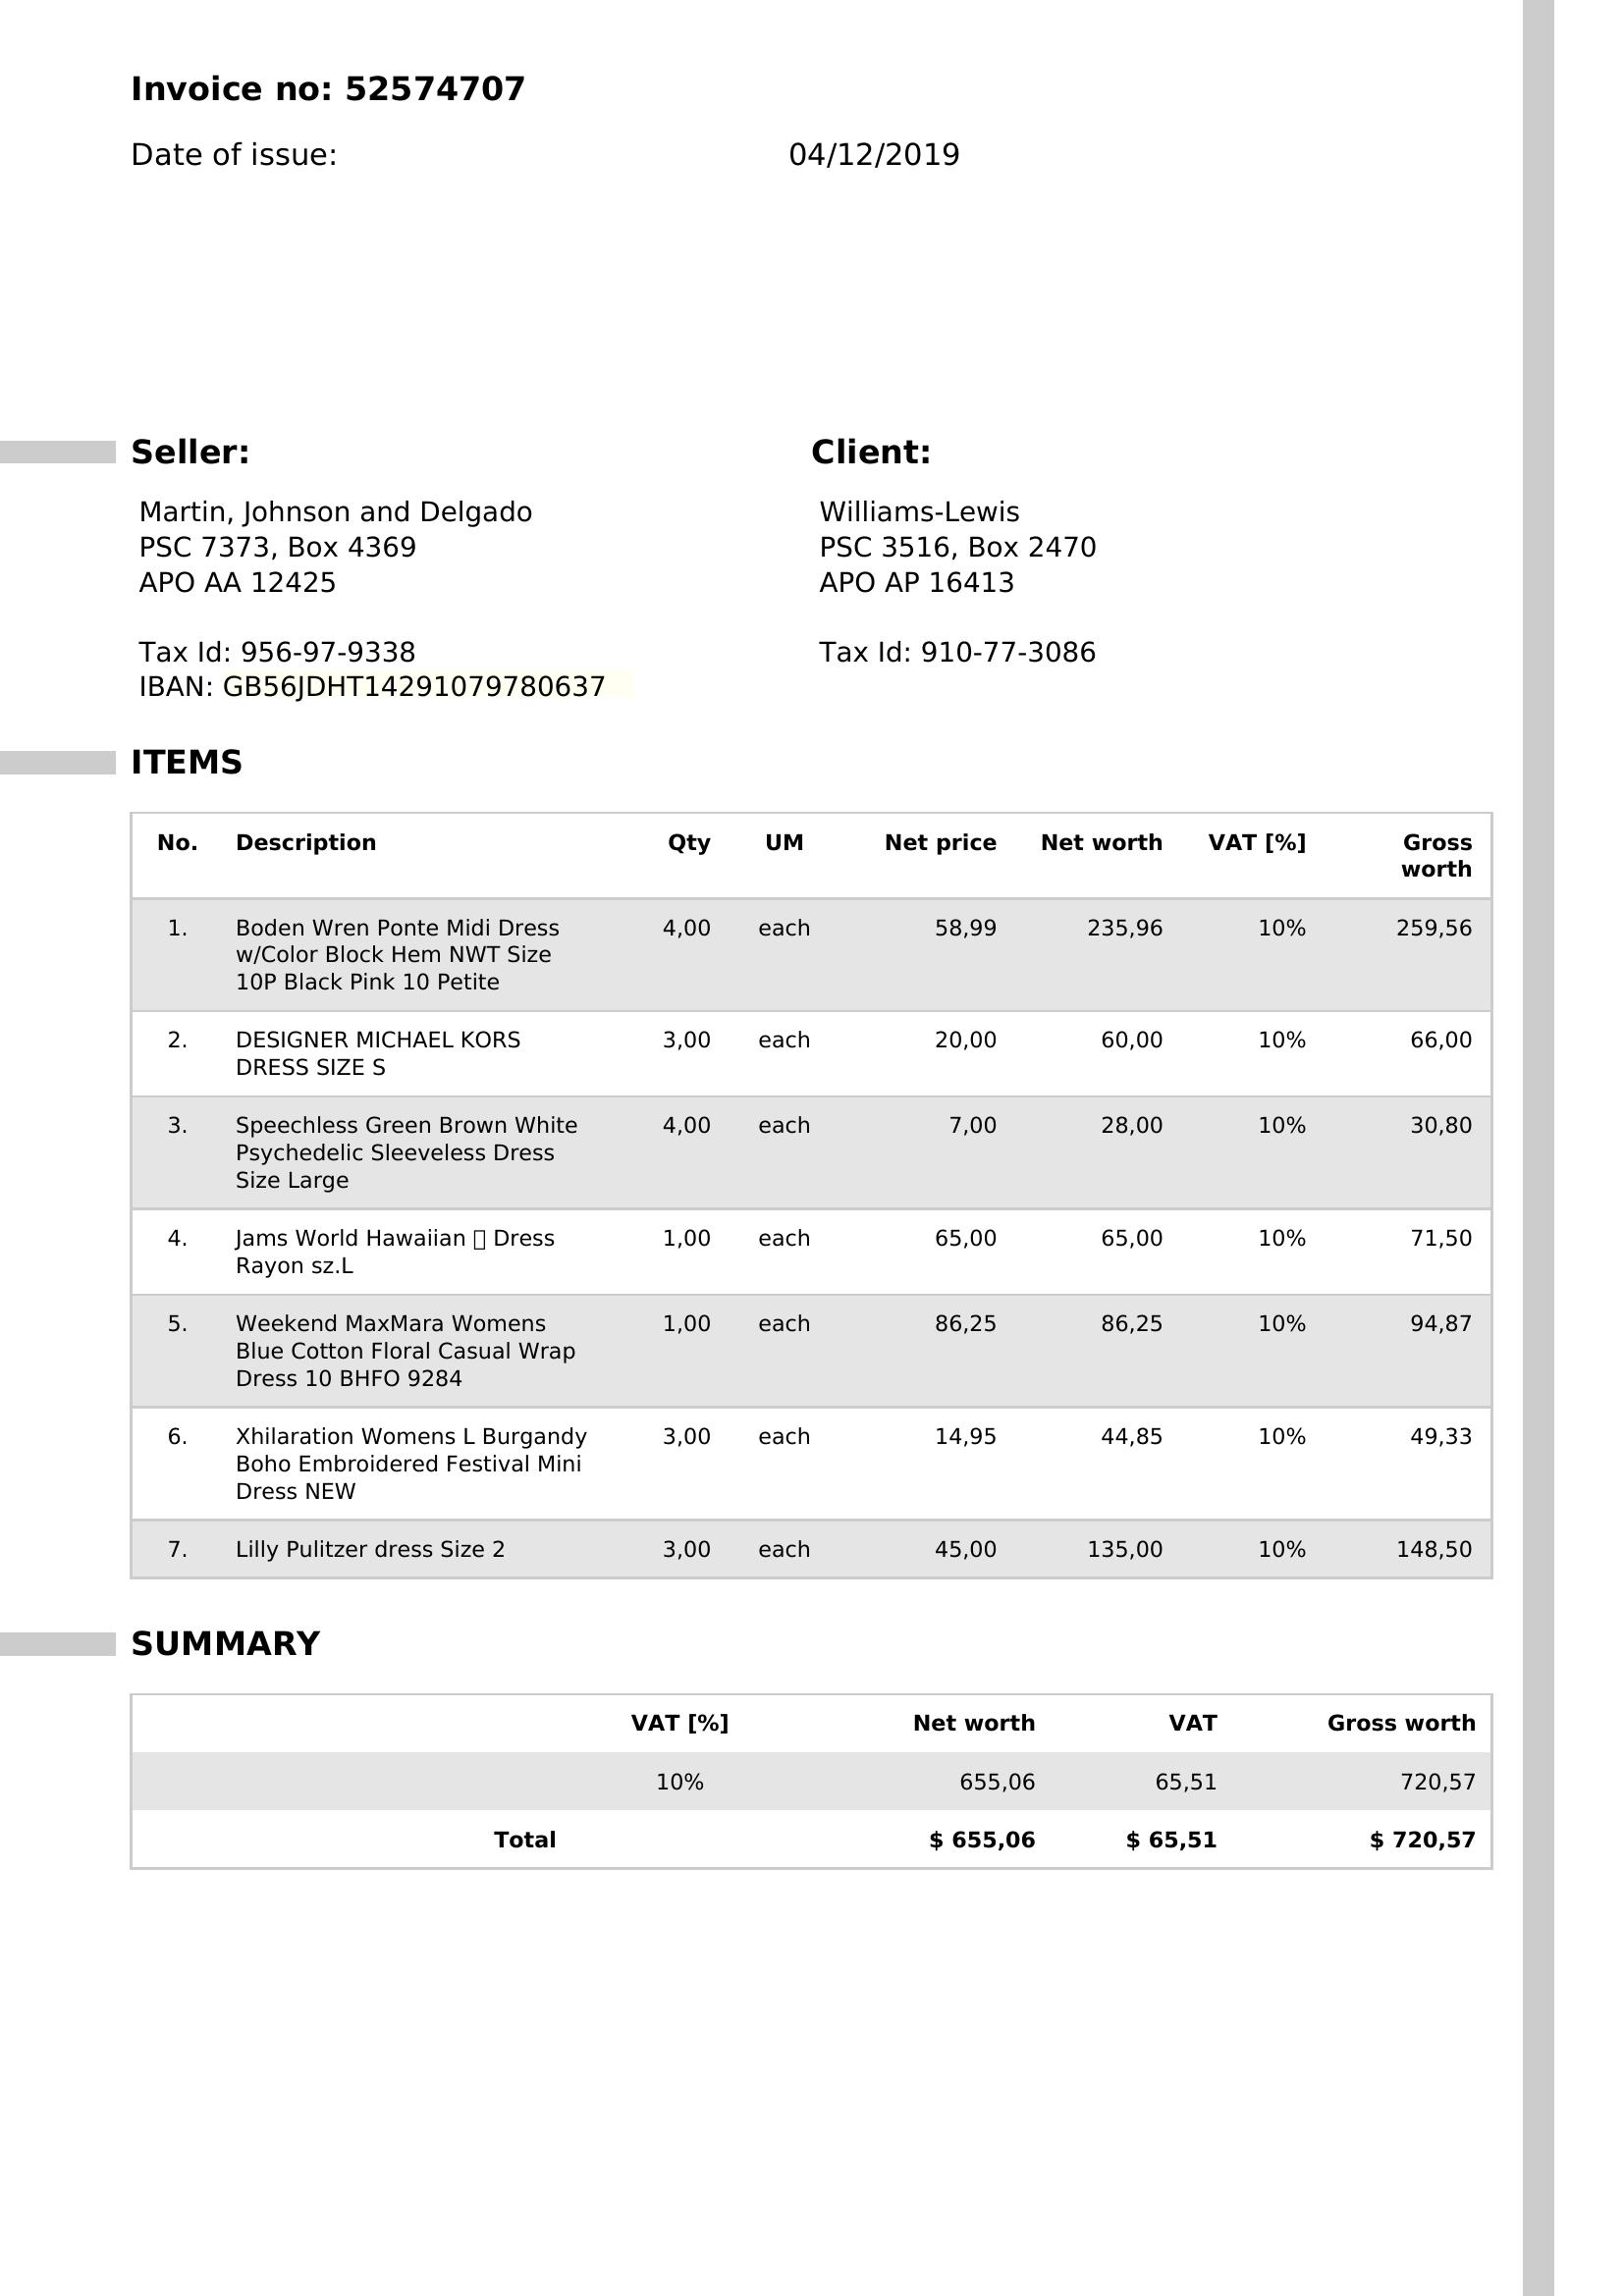 Invoice no: 52574707
Date of issue: 04/12/2019
Seller: Client:
Martin, Johnson and Delgado Williams-Lewis
PSC 7373, Box 4369 PSC 3516, Box 2470
APO AA 12425 APO AP 16413
Tax Id: 956-97-9338 Tax Id: 910-77-3086
IBAN: GB56JDHT14291079780637
ITEMS
No. Description Qty UM Net price Net worth VAT [%] Gross
worth
1. Boden Wren Ponte Midi Dress 4,00 each 58,99 235,96 10% 259,56
w/Color Block Hem NWT Size
10P Black Pink 10 Petite
2. DESIGNER MICHAEL KORS 3,00 each 20,00 60,00 10% 66,00
DRESS SIZE S
3. Speechless Green Brown White 4,00 each 7,00 28,00 10% 30,80
Psychedelic Sleeveless Dress
Size Large
4. Jams World Hawaiian ▯ Dress 1,00 each 65,00 65,00 10% 71,50
Rayon sz.L
5. Weekend MaxMara Womens 1,00 each 86,25 86,25 10% 94,87
Blue Cotton Floral Casual Wrap
Dress 10 BHFO 9284
6. Xhilaration Womens L Burgandy 3,00 each 14,95 44,85 10% 49,33
Boho Embroidered Festival Mini
Dress NEW
7. Lilly Pulitzer dress Size 2 3,00 each 45,00 135,00 10% 148,50
SUMMARY
VAT [%] Net worth VAT Gross worth
10% 655,06 65,51 720,57
Total $ 655,06 $ 65,51 $ 720,57